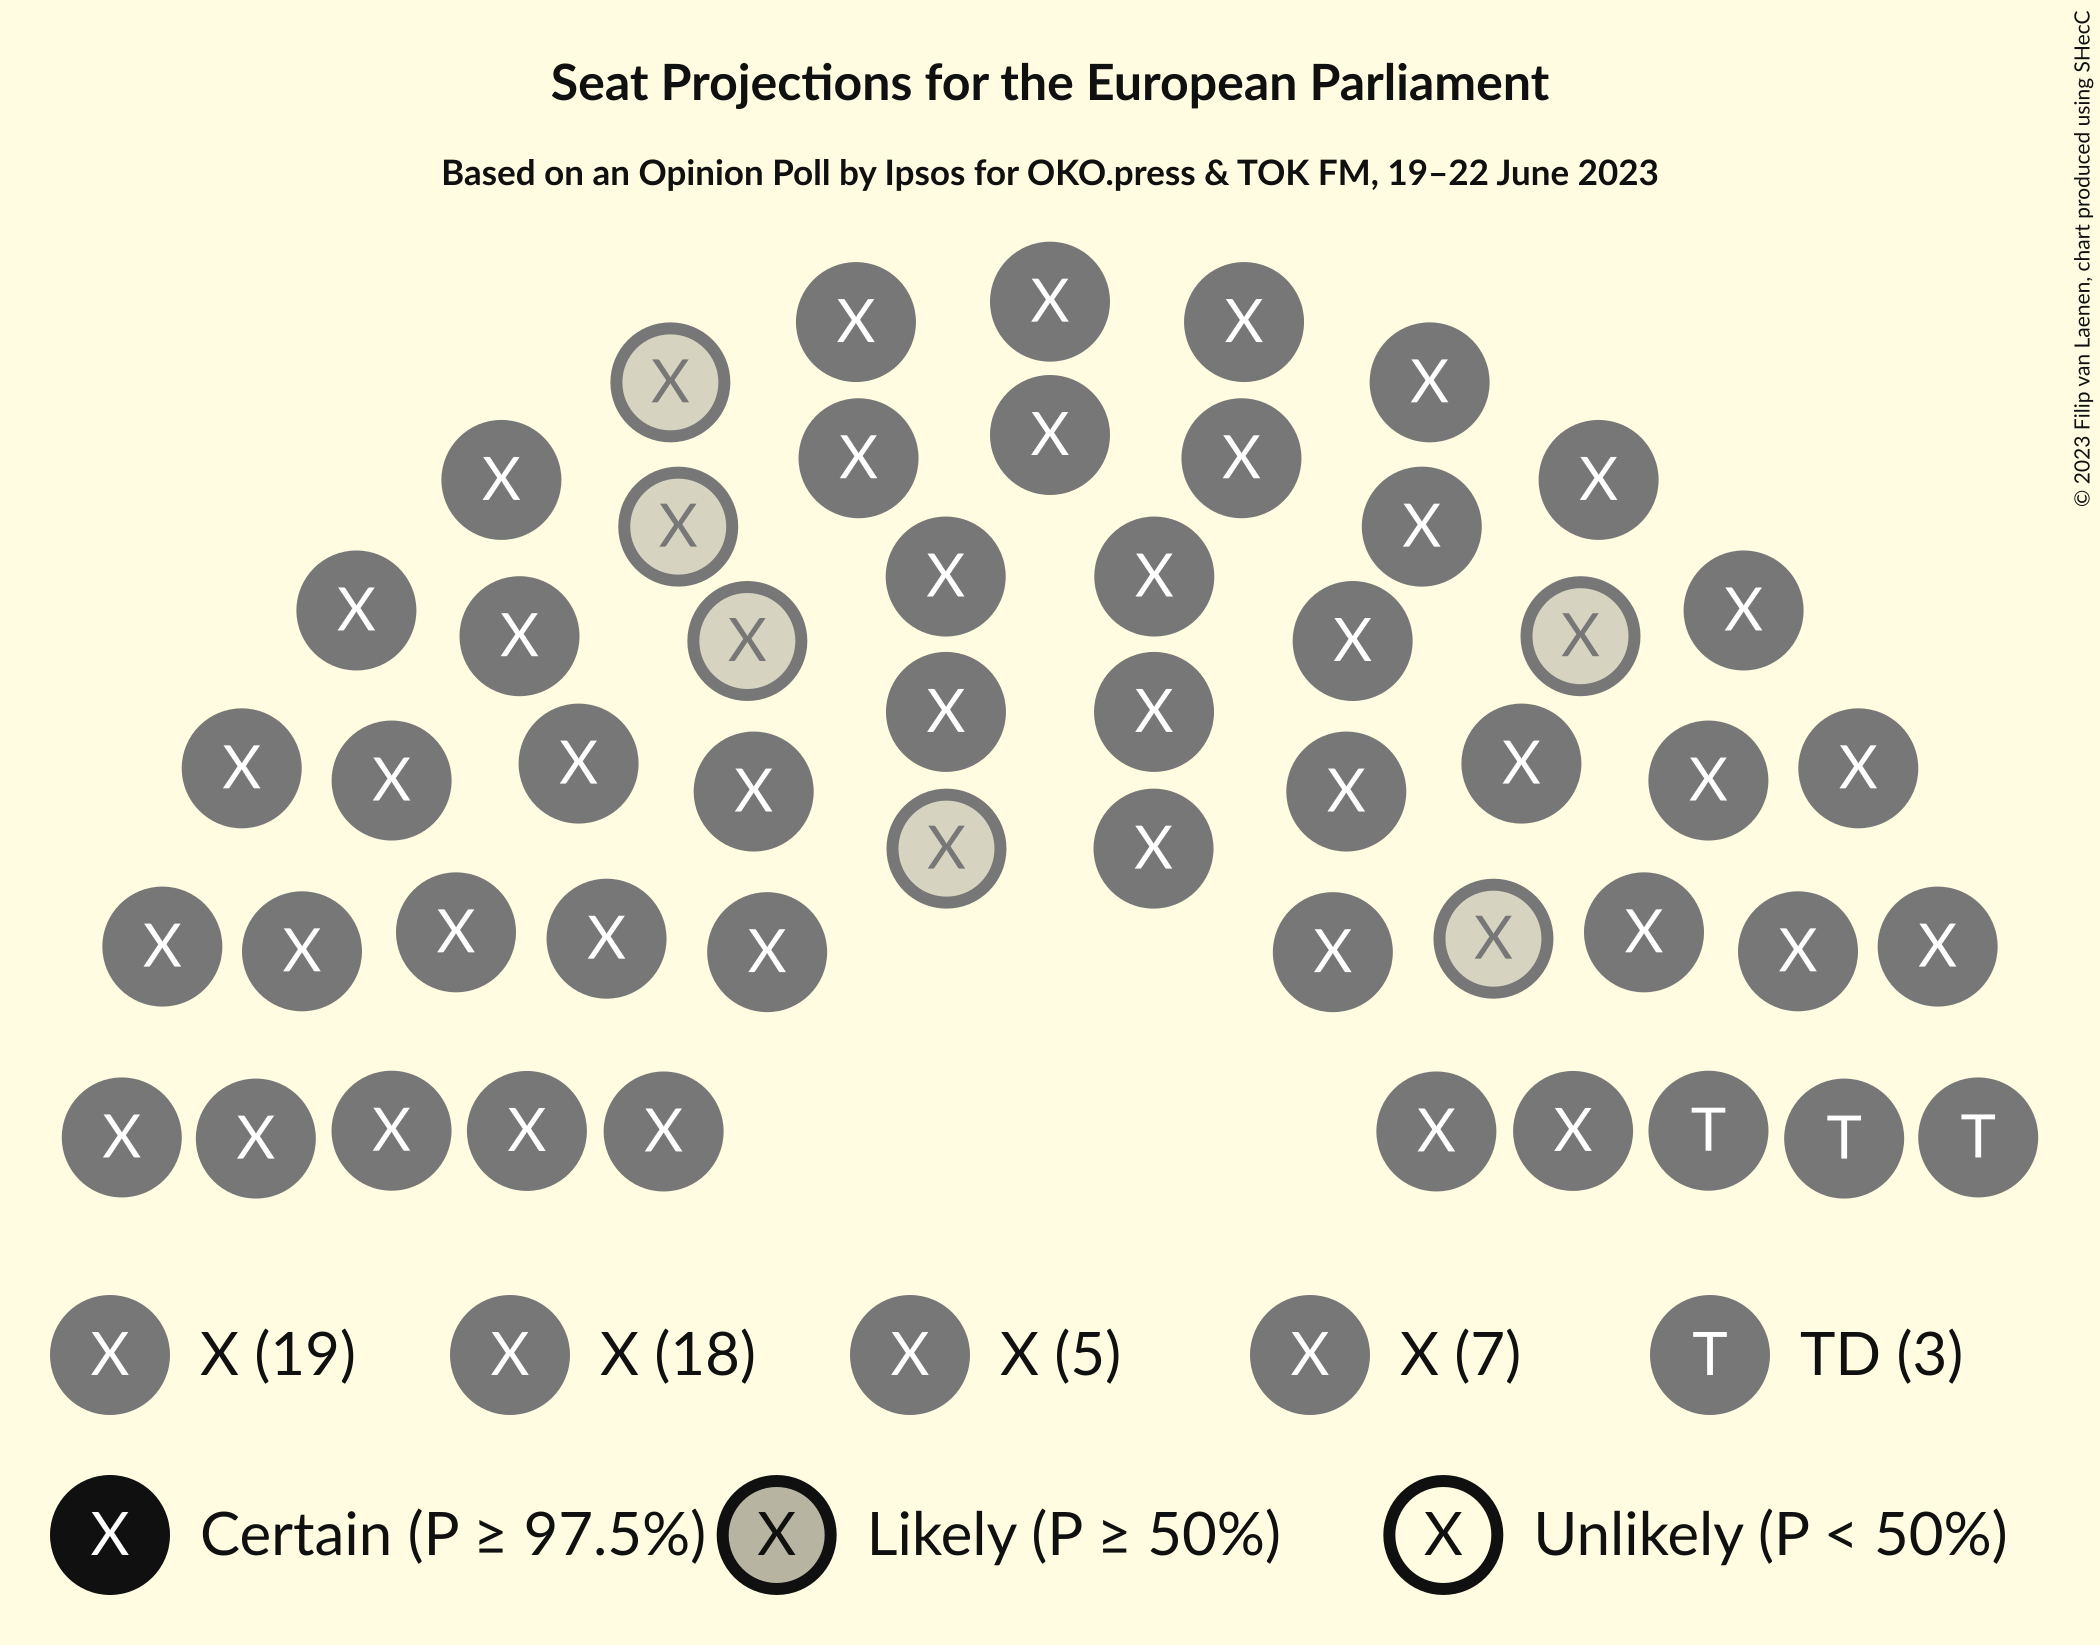 Seat Projections for the European Parliament
Based on an Opinion Poll by Ipsos for OKO.press & TOK FM, 19–22 June 2023
© 2023 Filip van Laenen, chart produced using SHecC
X X X
X X
X X X
X X
X X
X X
X X
X X
X X
X X
X X
X X X X
X X
X X
X X X X
X X
X X X X
X X X X
X X X X X X
X X X X X X T T T
X
X X (19) X X (18) X X (5) X X (7) T TD (3)
X Certain (P ≥ 97.5%) X Likely (P ≥ 50%) X Unlikely (P < 50%)